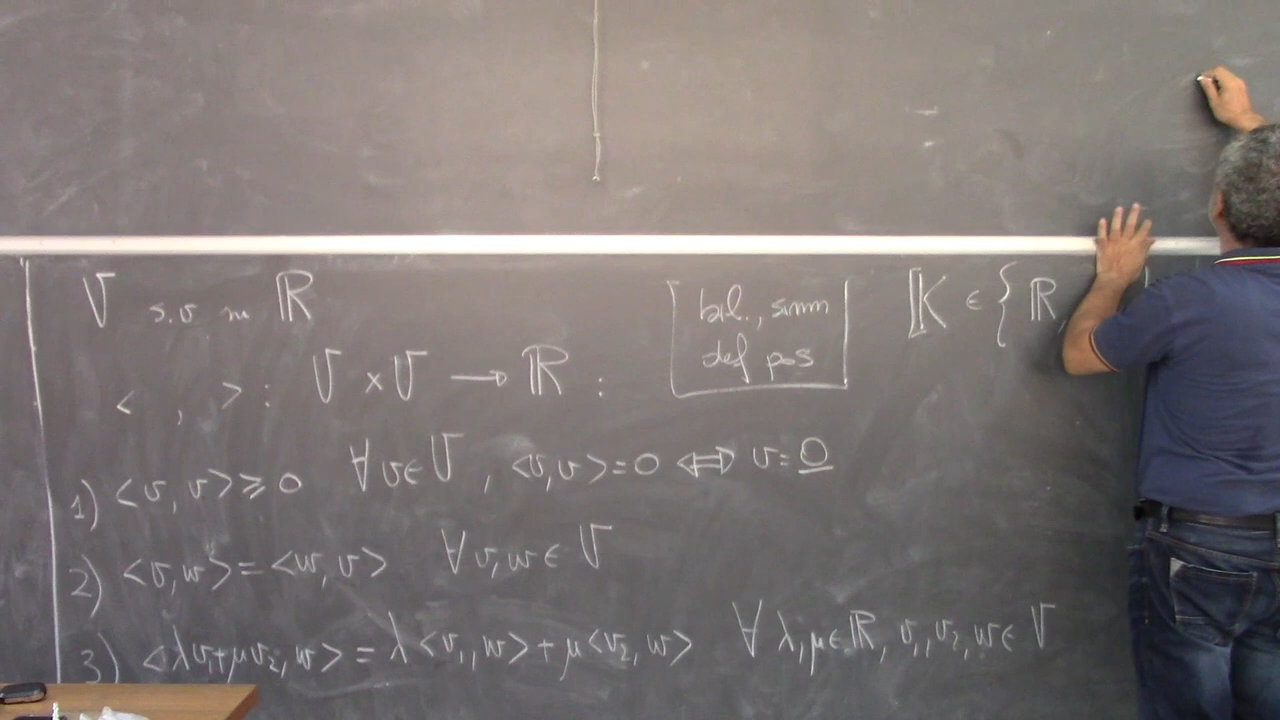 V s.v su ℝ
< , > : V × V → ℝ :
1) <v, v> ⩾ 0 ∀ v ∈ V, <v,v> = 0 ⟺ v = 0
2) <v,w> = <w,v> ∀ v,w ∈ V
3) <λv₁+μv₂, w> = λ<v₁,w> + μ<v₂,w> ∀ λ,μ ∈ ℝ, v₁,v₂,w ∈ V
bil., simm
def pos
𝕂 ∈ { ℝ,